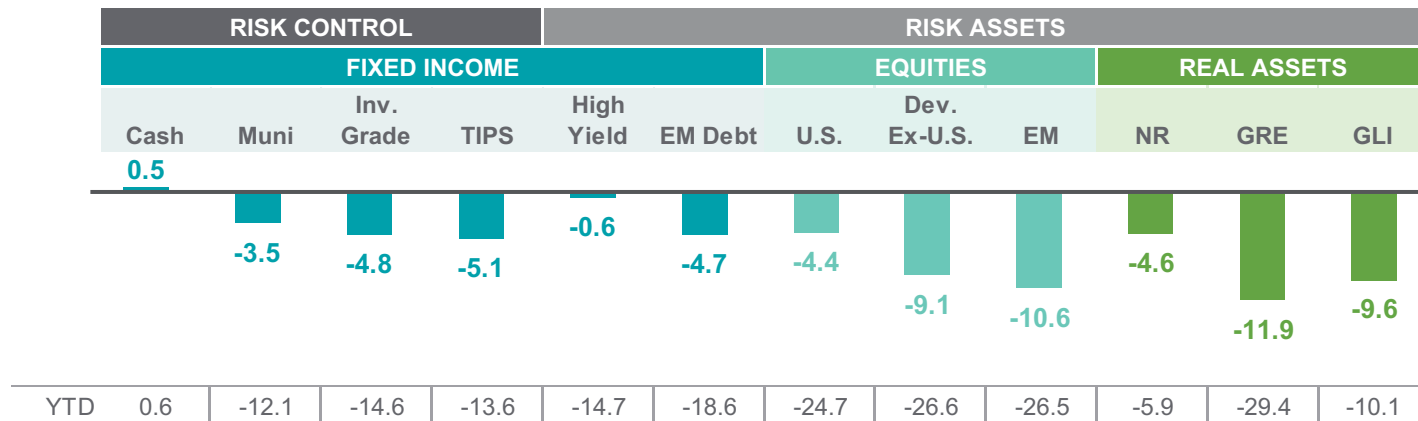 RISK CONTROL RISK ASSETS
FIXED INCOME EQUITIES REAL ASSETS
Inv. High Dev.
Cash Muni Grade TIPS Yield EM Debt U.S. Ex-U.S. EM NR GRE GLI
0.5
-0.6
-3.5 -4.8 -5.1 -4.7 -4.4 -4.6
-9.1 -10.6 -9.6
-11.9
YTD 0.6 -12.1 -14.6 -13.6 -14.7 -18.6 -24.7 -26.6 -26.5 -5.9 -29.4 -10.1